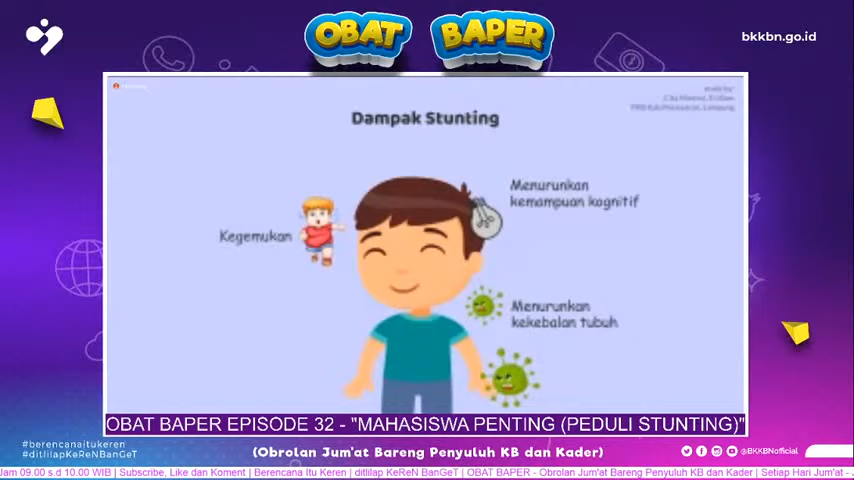 OBAT BAPER
bkkbn.go.id
Dampak Stunting
Menurunkan
kemampuan kognitif
Kegemukan
Menurunkan
kekebalan tubuh
OBAT BAPER EPISODE 32 - "MAHASISWA PENTING (PEDULI STUNTING)"
#berencanaitukeren
#ditlilapKeReNBanGeT
(Obrolan Jum'at Bareng Penyuluh KB dan Kader)
@BKKBNofficial
Jam 09.00 s.d 10.00 WIB | Subscribe, Like dan Koment | Berencana Itu Keren | ditlilap KeReN BanGeT | OBAT BAPER - Obrolan Jum'at Bareng Penyuluh KB dan Kader | Setiap Hari Jum'at -